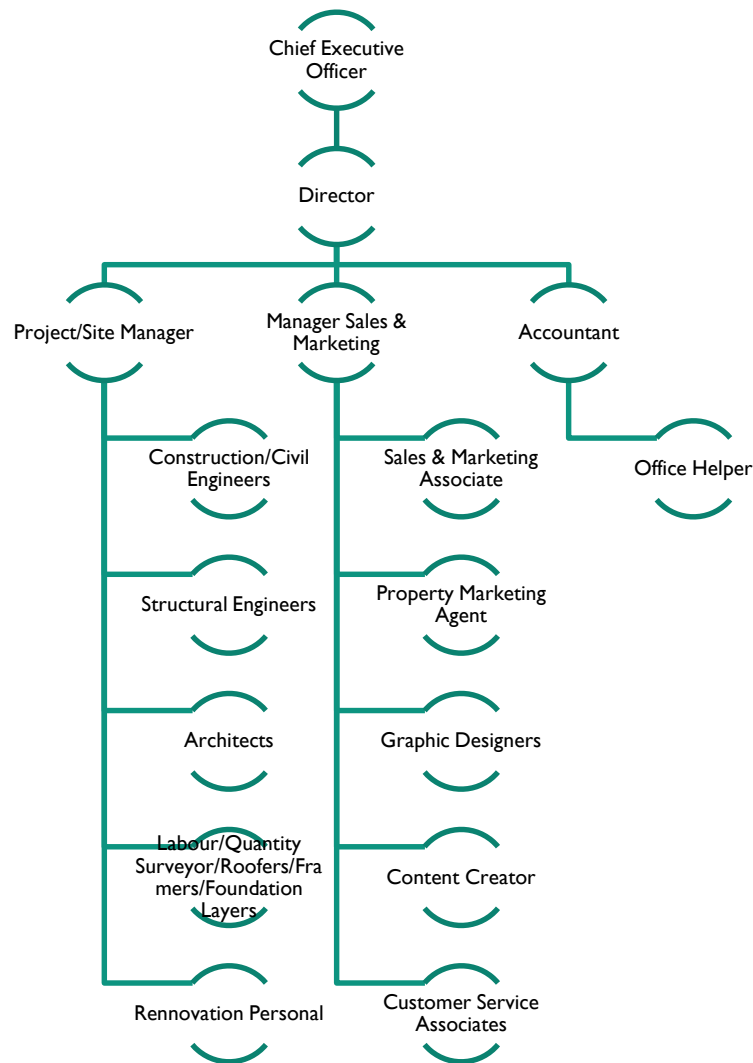 Chief Executive
Officer
Director
Project/Site Manager
Manager Sales &
Marketing
Accountant
Construction/Civil
Engineers
Sales & Marketing
Associate
Office Helper
Structural Engineers
Property Marketing
Agent
Architects
Graphic Designers
Labour/Quantity
Surveyor/Roofers/Fra
mers/Foundation
Layers
Content Creator
Rennovation Personal
Customer Service
Associates